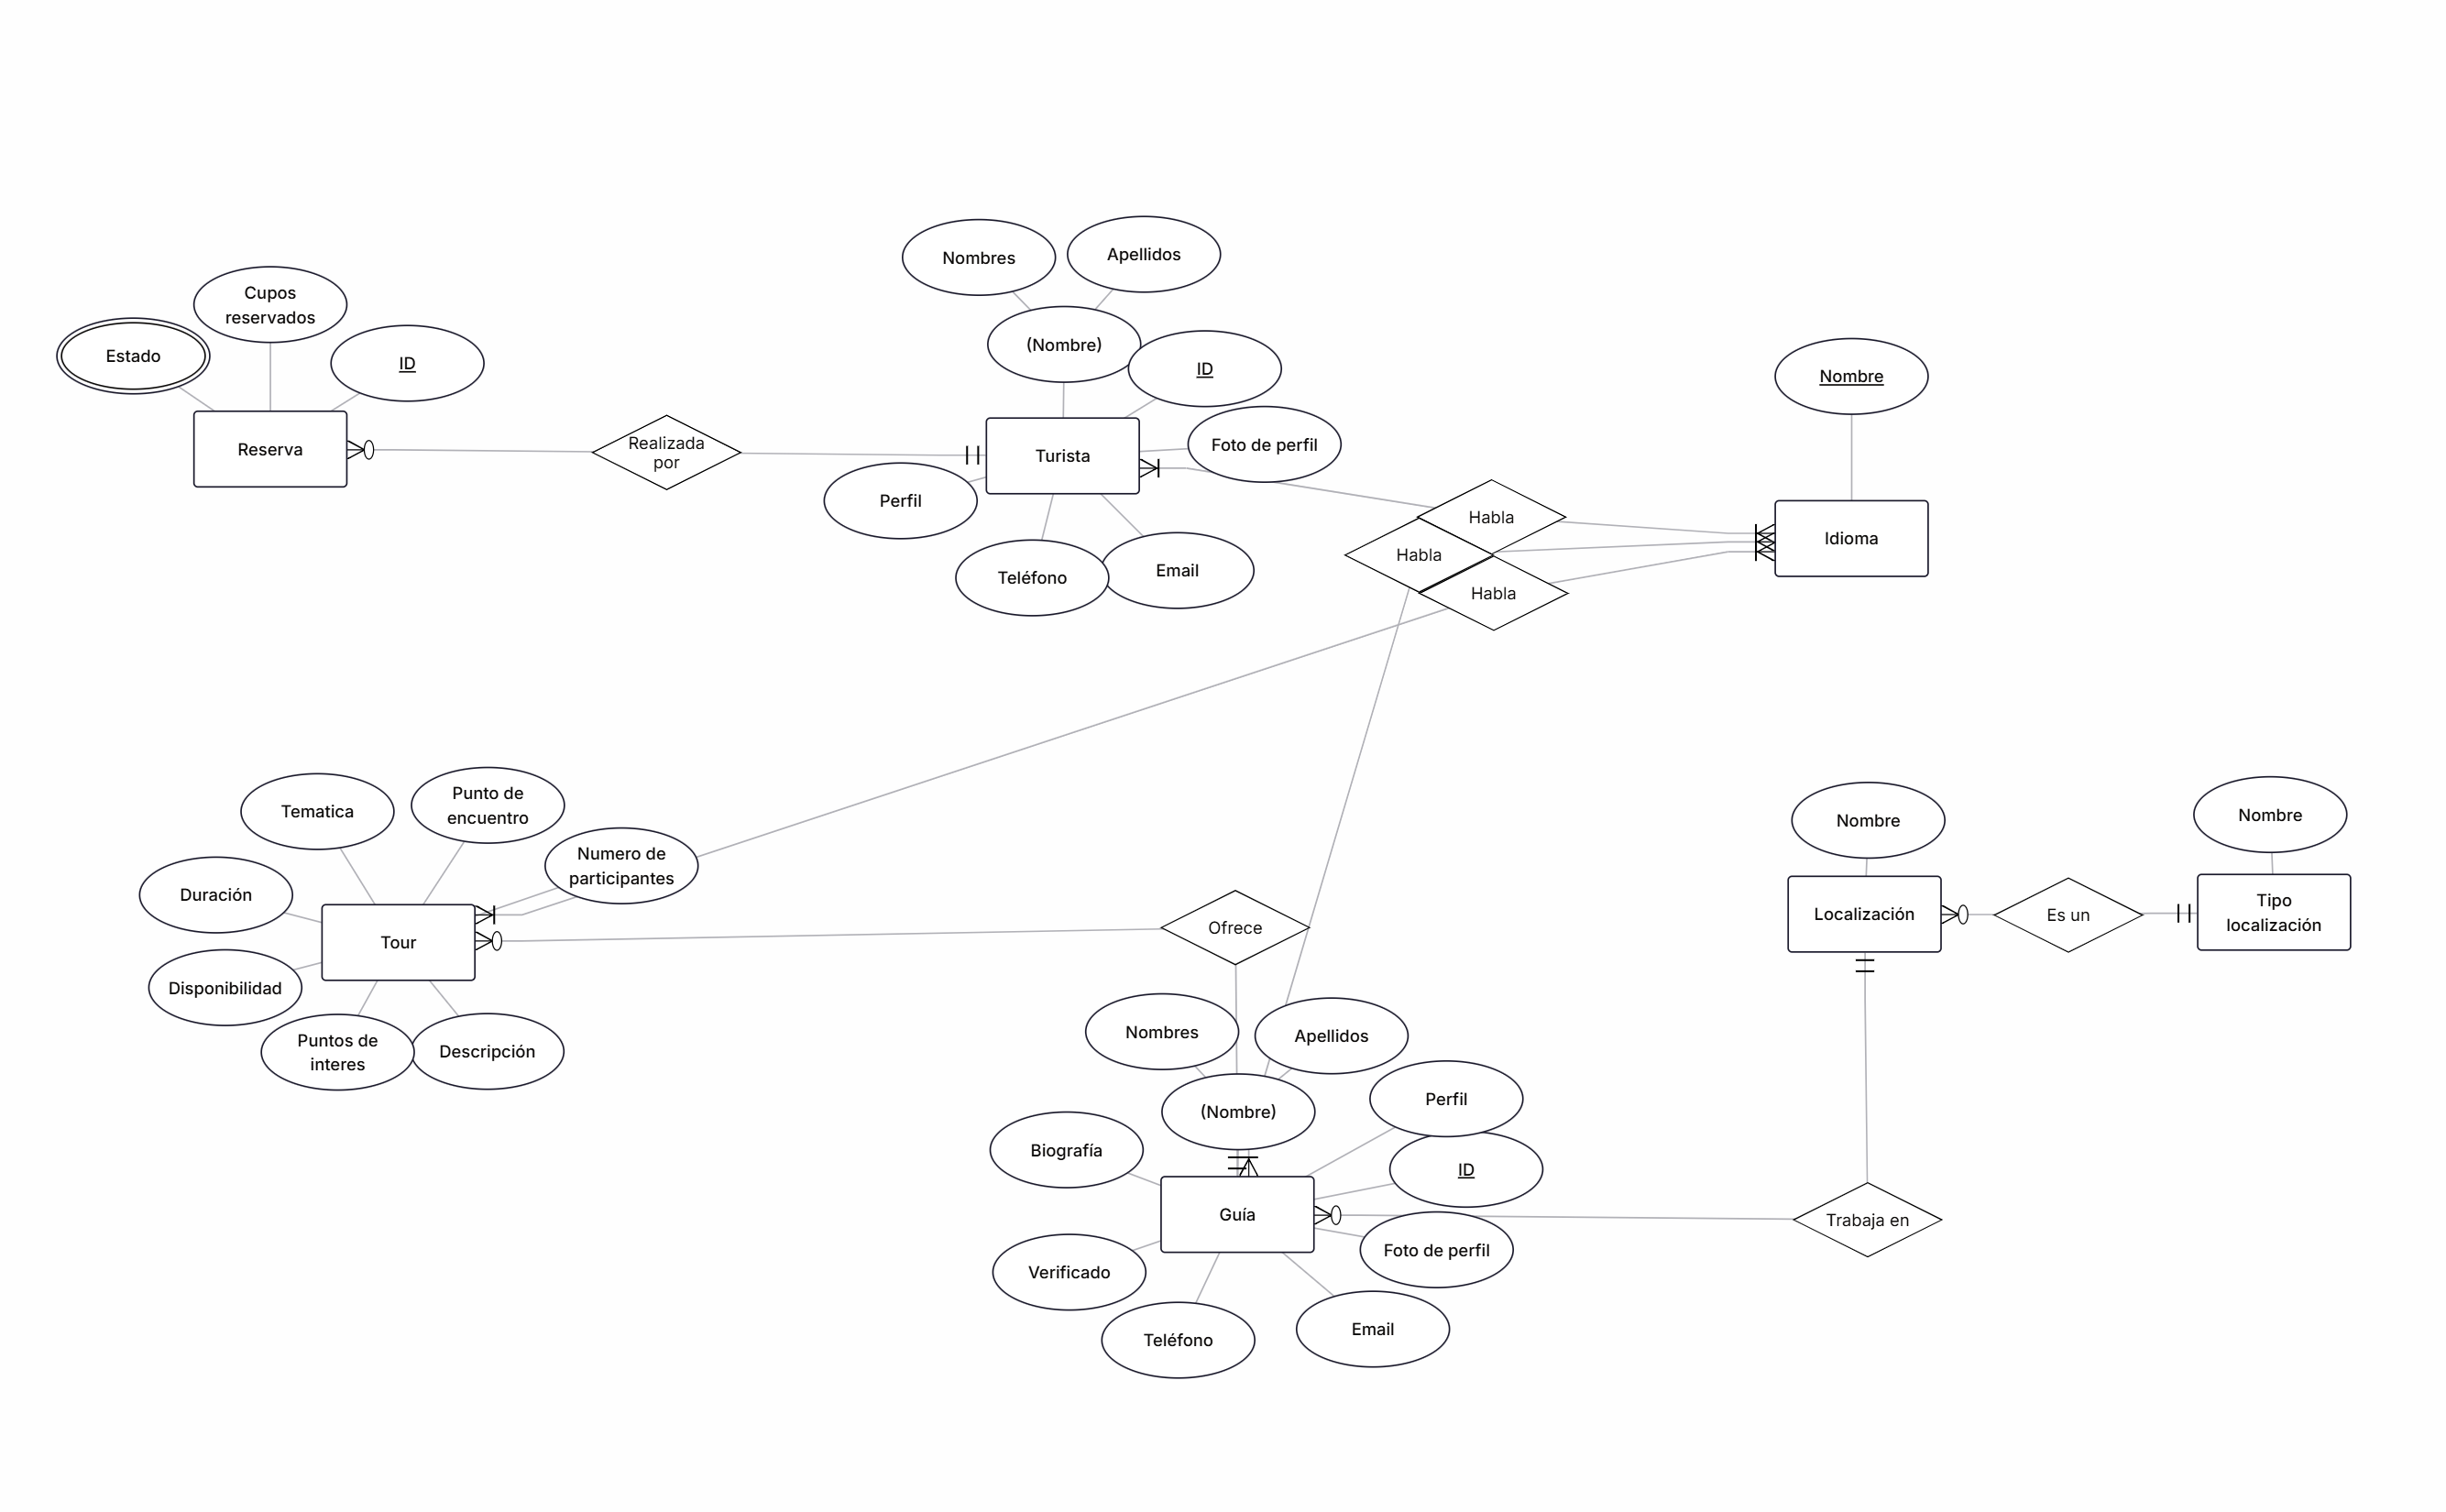 Nombres
Apellidos
Cupos
reservados
(Nombre)
Estado
ID
ID
Nombre
Reserva
Realizada
por
Turista
Foto de perfil
Perfil
Habla
Idioma
Habla
Teléfono
Email
Habla
Tematica
Punto de
encuentro
Nombre
Nombre
Numero de
participantes
Duración
Tour
Ofrece
Localización
Es un
Tipo
localización
Disponibilidad
Puntos de
interes
Descripción
Nombres
Apellidos
(Nombre)
Perfil
Biografía
ID
Guía
Trabaja en
Foto de perfil
Verificado
Teléfono
Email